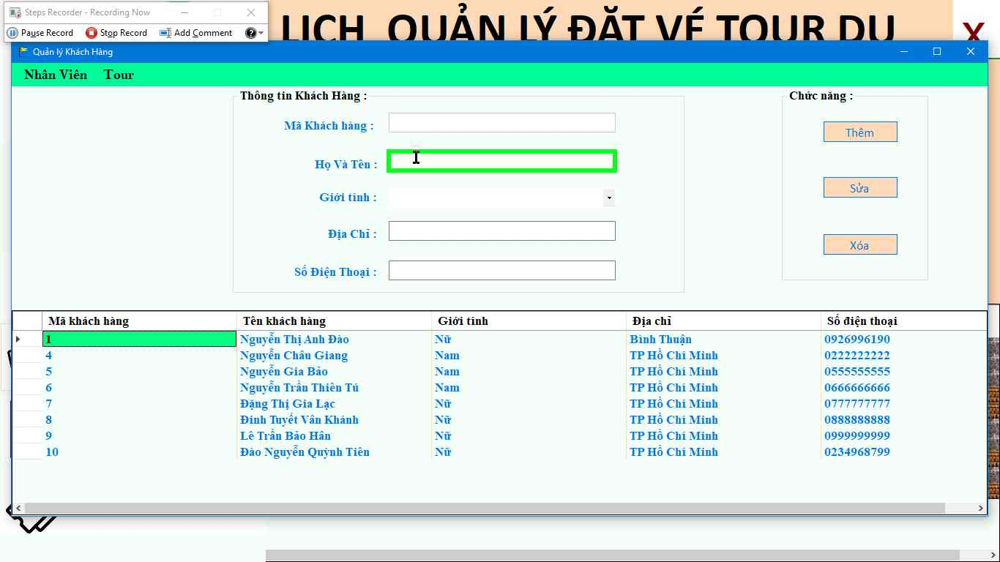 Steps Recorder - Recording Now
Pause Record Stop Record Add Comment
LỊCH QUẢN LÝ ĐẶT VÉ TOUR DU
X
Quản lý Khách Hàng
Nhân Viên Tour
Thông tin Khách Hàng :
Mã Khách hàng :
Họ Và Tên :
Giới tính :
Địa Chỉ :
Số Điện Thoại :
Chức năng :
Thêm
Sửa
Xóa
Mã khách hàng Tên khách hàng Giới tính Địa chỉ Số điện thoại
1 Nguyễn Thị Anh Đào Nữ Bình Thuận 0926996190
4 Nguyễn Châu Giang Nam TP Hồ Chí Minh 0222222222
5 Nguyễn Gia Bảo Nam TP Hồ Chí Minh 0555555555
6 Nguyễn Trần Thiên Tú Nam TP Hồ Chí Minh 0666666666
7 Đặng Thị Gia Lạc Nữ TP Hồ Chí Minh 0777777777
8 Đinh Tuyết Vân Khánh Nữ TP Hồ Chí Minh 0888888888
9 Lê Trần Bảo Hân Nữ TP Hồ Chí Minh 0999999999
10 Đào Nguyễn Quỳnh Tiên Nữ TP Hồ Chí Minh 0234968799